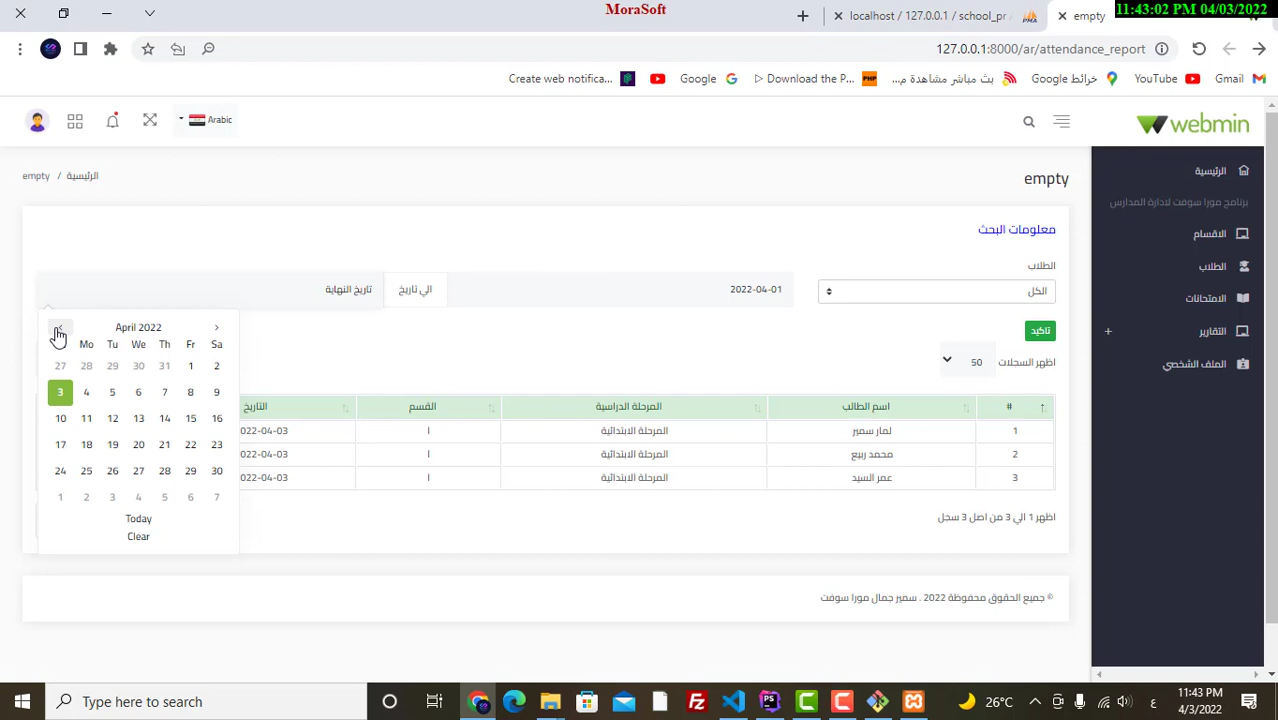 MoraSoft
11:43:02 PM 04/03/2022
localhost / 127.0.0.1 / school_pr
empty
127.0.0.1:8000/ar/attendance_report
Gmail
YouTube
خرائط Google
بث مباشر مشاهدة م...
Download the P...
Google
Create web notifica...
webmin
Arabic
empty
الرئيسية / empty
الرئيسية
برنامج مورا سوفت لادارة المدارس
الاقسام
الطلاب
الامتحانات
التقارير
الملف الشخصي
معلومات البحث
الطلاب
الكل
2022-04-01
الي تاريخ
تاريخ النهاية
تاكيد
اظهر السجلات 50
# اسم الطالب المرحلة الدراسية القسم التاريخ
1 لمار سمير المرحلة الابتدائية ا 022-04-03
2 محمد ربيع المرحلة الابتدائية ا 022-04-03
3 عمر السيد المرحلة الابتدائية ا 022-04-03
اظهر 1 الي 3 من اصل 3 سجل
April 2022
Mo Tu We Th Fr Sa
27 28 29 30 31 1 2
3 4 5 6 7 8 9
10 11 12 13 14 15 16
17 18 19 20 21 22 23
24 25 26 27 28 29 30
1 2 3 4 5 6 7
Today
Clear
© جميع الحقوق محفوظة 2022 . سمير جمال مورا سوفت
Type here to search
26°C
ع
11:43 PM
4/3/2022